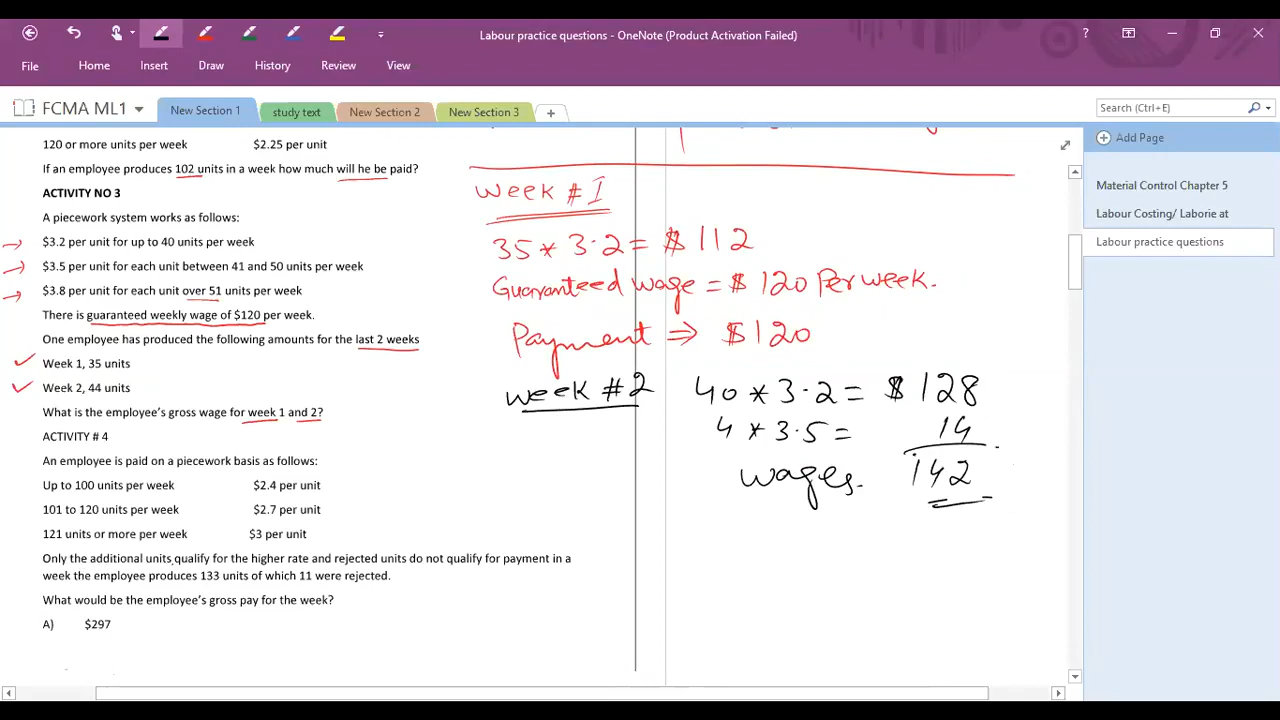 Labour practice questions - OneNote (Product Activation Failed)
?
File Home Insert Draw History Review View
FCMA ML1 New Section 1 study text New Section 2 New Section 3 Search (Ctrl+E)
Add Page
Material Control Chapter 5
Labour Costing/ Laborie at
Labour practice questions
120 or more units per week $2.25 per unit
If an employee produces 102 units in a week how much will he be paid?
ACTIVITY NO 3
A piecework system works as follows:
$3.2 per unit for up to 40 units per week
$3.5 per unit for each unit between 41 and 50 units per week
$3.8 per unit for each unit over 51 units per week
There is guaranteed weekly wage of $120 per week.
One employee has produced the following amounts for the last 2 weeks
Week 1, 35 units
Week 2, 44 units
What is the employee's gross wage for week 1 and 2?
ACTIVITY # 4
An employee is paid on a piecework basis as follows:
Up to 100 units per week $2.4 per unit
101 to 120 units per week $2.7 per unit
121 units or more per week $3 per unit
Only the additional units qualify for the higher rate and rejected units do not qualify for payment in a
week the employee produces 133 units of which 11 were rejected.
What would be the employee's gross pay for the week?
A) $297
Week # 1
35 * 3.2 = $ 112
Guaranteed wage = $ 120 Per week.
Payment ⇒ $120
week #2 40 * 3.2 = $ 128
4 * 3.5 = 14
wages. 142